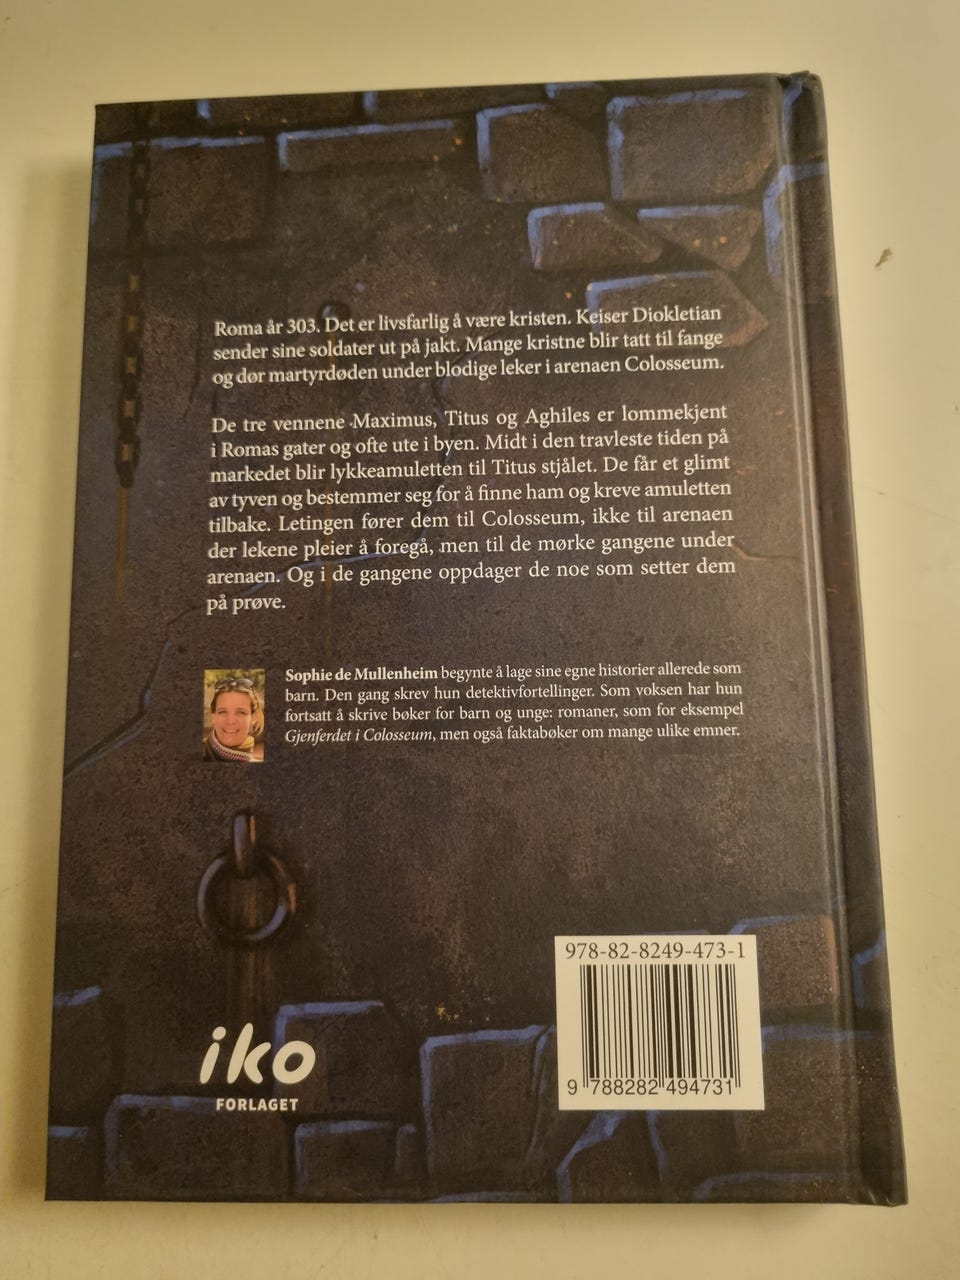 Roma år 303. Det er livsfarlig å være kristen. Keiser Diokletian
sender sine soldater ut på jakt. Mange kristne blir tatt til fange
og dør martyrdøden under blodige leker i arenaen Colosseum.
De tre vennene Maximus, Titus og Aghiles er lommekjent
i Romas gater og ofte ute i byen. Midt i den travleste tiden på
markedet blir lykkeamuletten til Titus stjålet. De får et glimt
av tyven og bestemmer seg for å finne ham og kreve amuletten
tilbake. Letingen fører dem til Colosseum, ikke til arenaen
der lekene pleier å foregå, men til de mørke gangene under
arenaen. Og i de gangene oppdager de noe som setter dem
på prøve.
Sophie de Mullenheim begynte å lage sine egne historier allerede som
barn. Den gang skrev hun detektivfortellinger. Som voksen har hun
fortsatt å skrive bøker for barn og unge: romaner, som for eksempel
Gjenferdet i Colosseum, men også faktabøker om mange ulike emner.
978-82-8249-473-1
9 788282 494731
iko
FORLAGET